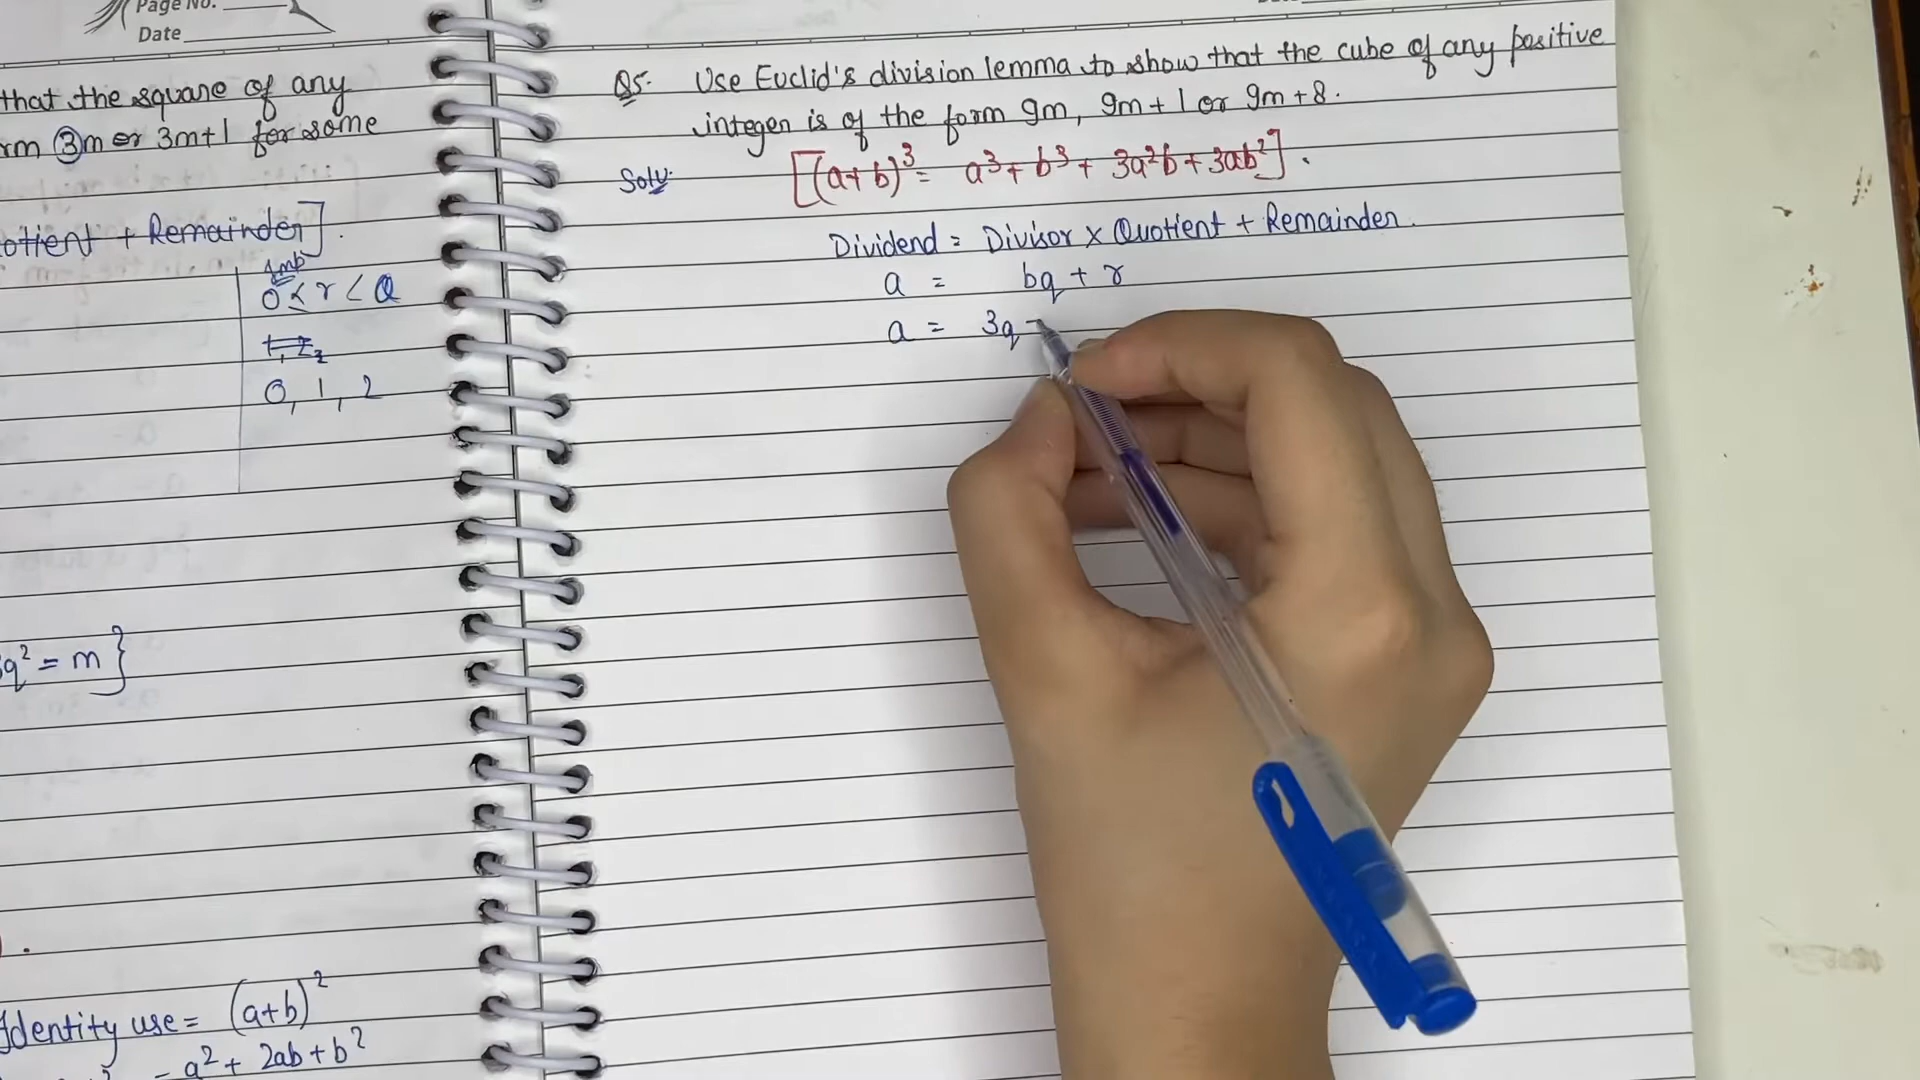 Page No.
Date
that the square of any
rm 3m or 3m+1 for some
otient + Remainder].
0 ≤ r < Q
0, 1, 2
q² = m }
Identity use = (a+b)²
= a² + 2ab + b²
Q5. Use Euclid's division lemma to show that the cube of any positive
integer is of the form 9m, 9m+1 or 9m+8.
Solu.
[(a+b)³ = a³ + b³ + 3a²b + 3ab²].
Dividend = Divisor × Quotient + Remainder.
a = bq + r
a = 3q